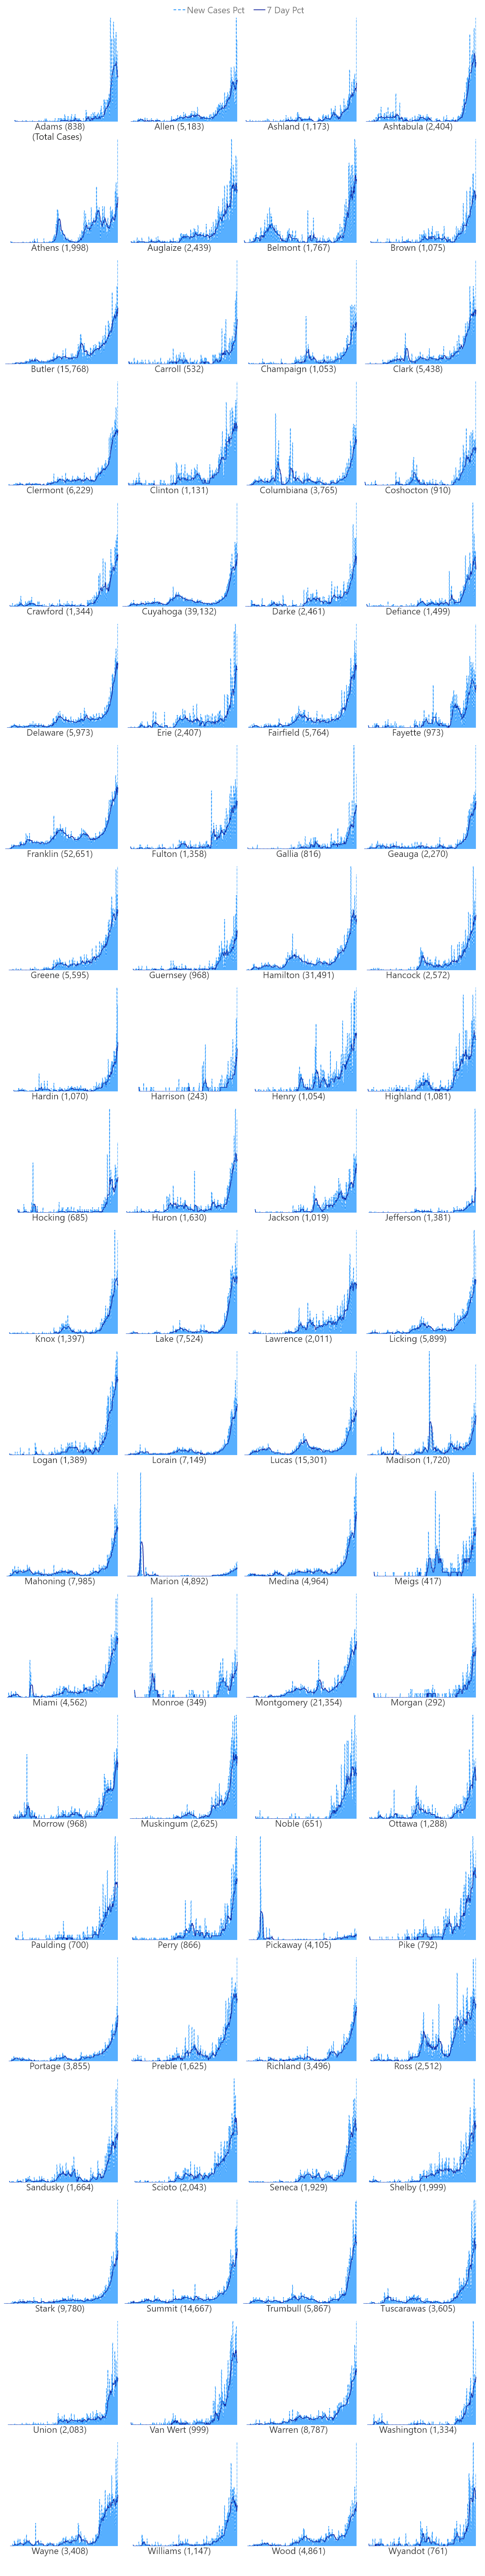 New Cases Pct 7 Day Pct
Adams (838) Allen (5,183) Ashland (1,173) Ashtabula (2,404)
(Total Cases)
Athens (1,998) Auglaize (2,439) Belmont (1,767) Brown (1,075)
Butler (15,768) Carroll (532) Champaign (1,053) Clark (5,438)
Clermont (6,229) Clinton (1,131) Columbiana (3,765) Coshocton (910)
Crawford (1,344) Cuyahoga (39,132) Darke (2,461) Defiance (1,499)
Delaware (5,973) Erie (2,407) Fairfield (5,764) Fayette (973)
Franklin (52,651) Fulton (1,358) Gallia (816) Geauga (2,270)
Greene (5,595) Guernsey (968) Hamilton (31,491) Hancock (2,572)
Hardin (1,070) Harrison (243) Henry (1,054) Highland (1,081)
Hocking (685) Huron (1,630) Jackson (1,019) Jefferson (1,381)
Knox (1,397) Lake (7,524) Lawrence (2,011) Licking (5,899)
Logan (1,389) Lorain (7,149) Lucas (15,301) Madison (1,720)
Mahoning (7,985) Marion (4,892) Medina (4,964) Meigs (417)
Miami (4,562) Monroe (349) Montgomery (21,354) Morgan (292)
Morrow (968) Muskingum (2,625) Noble (651) Ottawa (1,288)
Paulding (700) Perry (866) Pickaway (4,105) Pike (792)
Portage (3,855) Preble (1,625) Richland (3,496) Ross (2,512)
Sandusky (1,664) Scioto (2,043) Seneca (1,929) Shelby (1,999)
Stark (9,780) Summit (14,667) Trumbull (5,867) Tuscarawas (3,605)
Union (2,083) Van Wert (999) Warren (8,787) Washington (1,334)
Wayne (3,408) Williams (1,147) Wood (4,861) Wyandot (761)